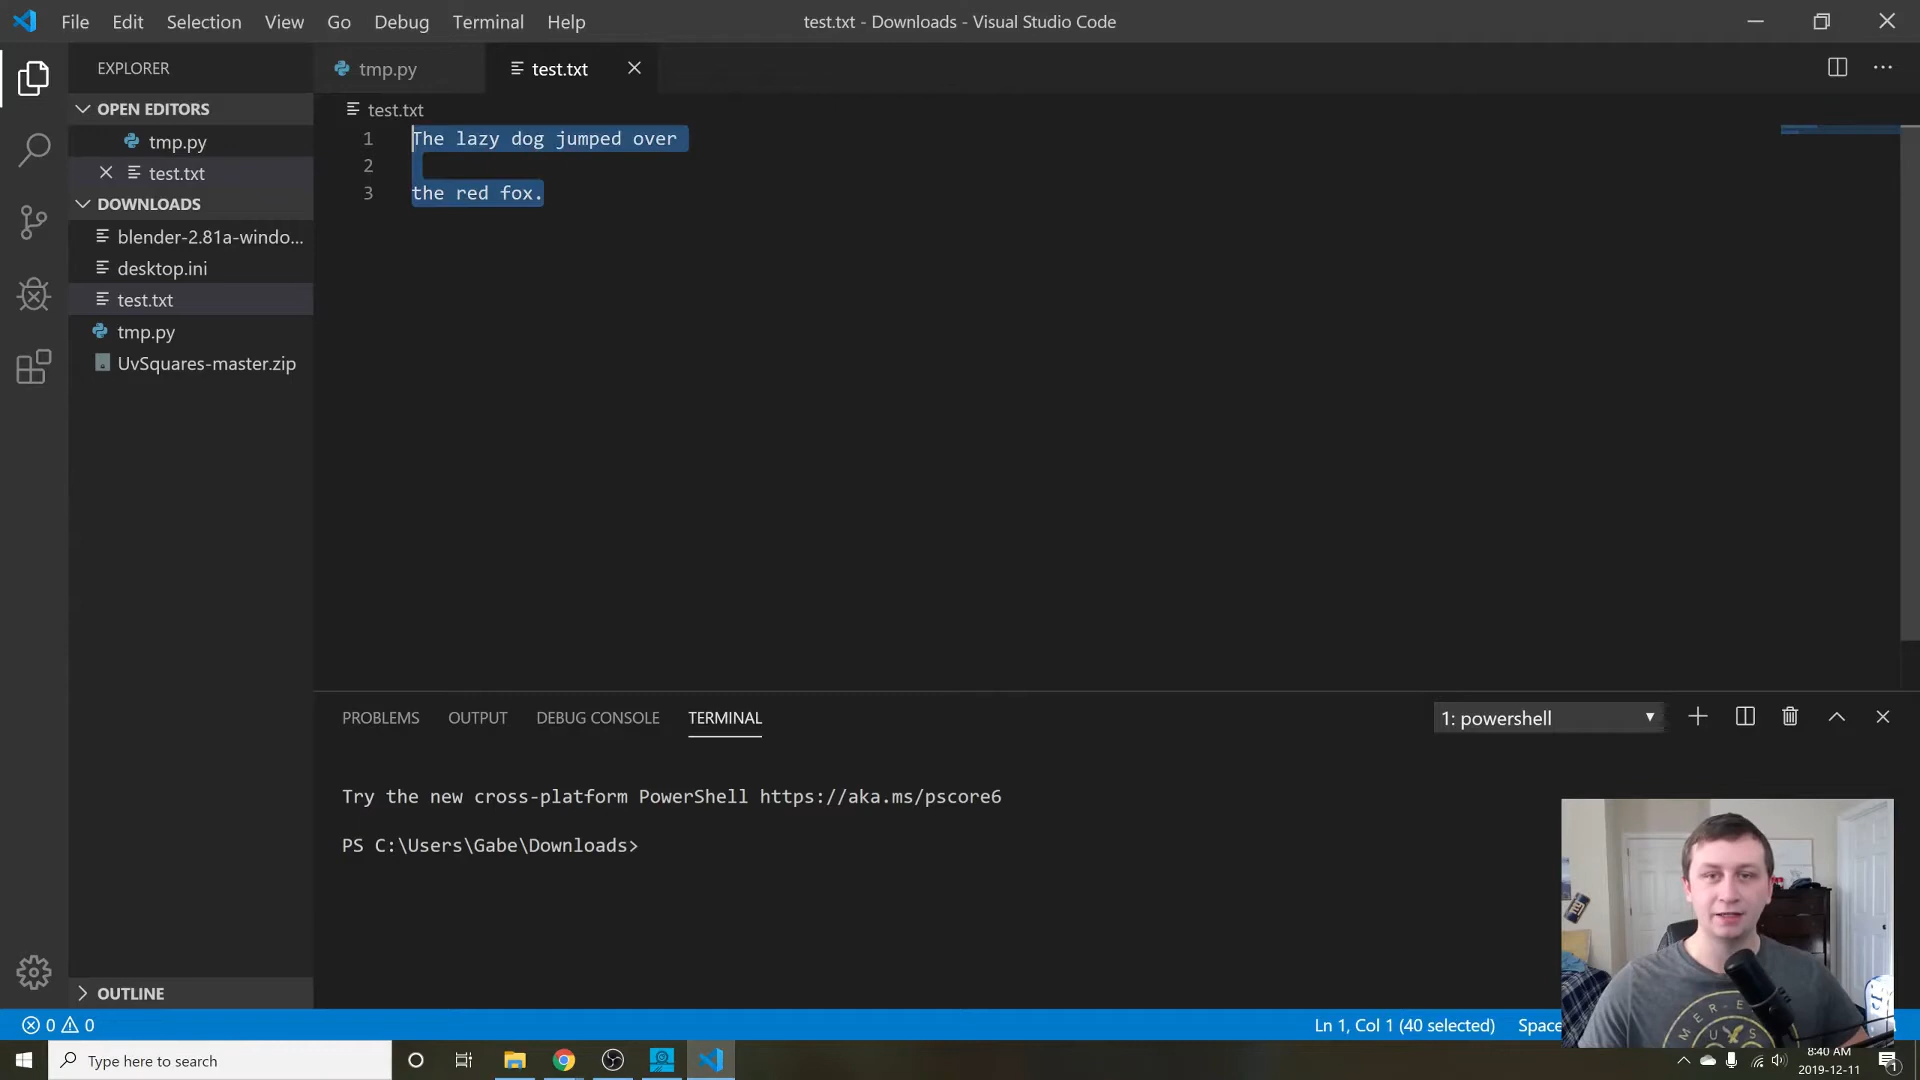 File Edit Selection View Go Debug Terminal Help
test.txt - Downloads - Visual Studio Code
EXPLORER
tmp.py
test.txt
OPEN EDITORS
tmp.py
test.txt
DOWNLOADS
blender-2.81a-windo...
desktop.ini
test.txt
tmp.py
UvSquares-master.zip
OUTLINE
test.txt
1 The lazy dog jumped over
2
3 the red fox.
PROBLEMS OUTPUT DEBUG CONSOLE TERMINAL
1: powershell
Try the new cross-platform PowerShell https://aka.ms/pscore6
PS C:\Users\Gabe\Downloads>
MER-E
US
0 0
Ln 1, Col 1 (40 selected)
Space
Type here to search
8:40 AM
2019-12-11
1